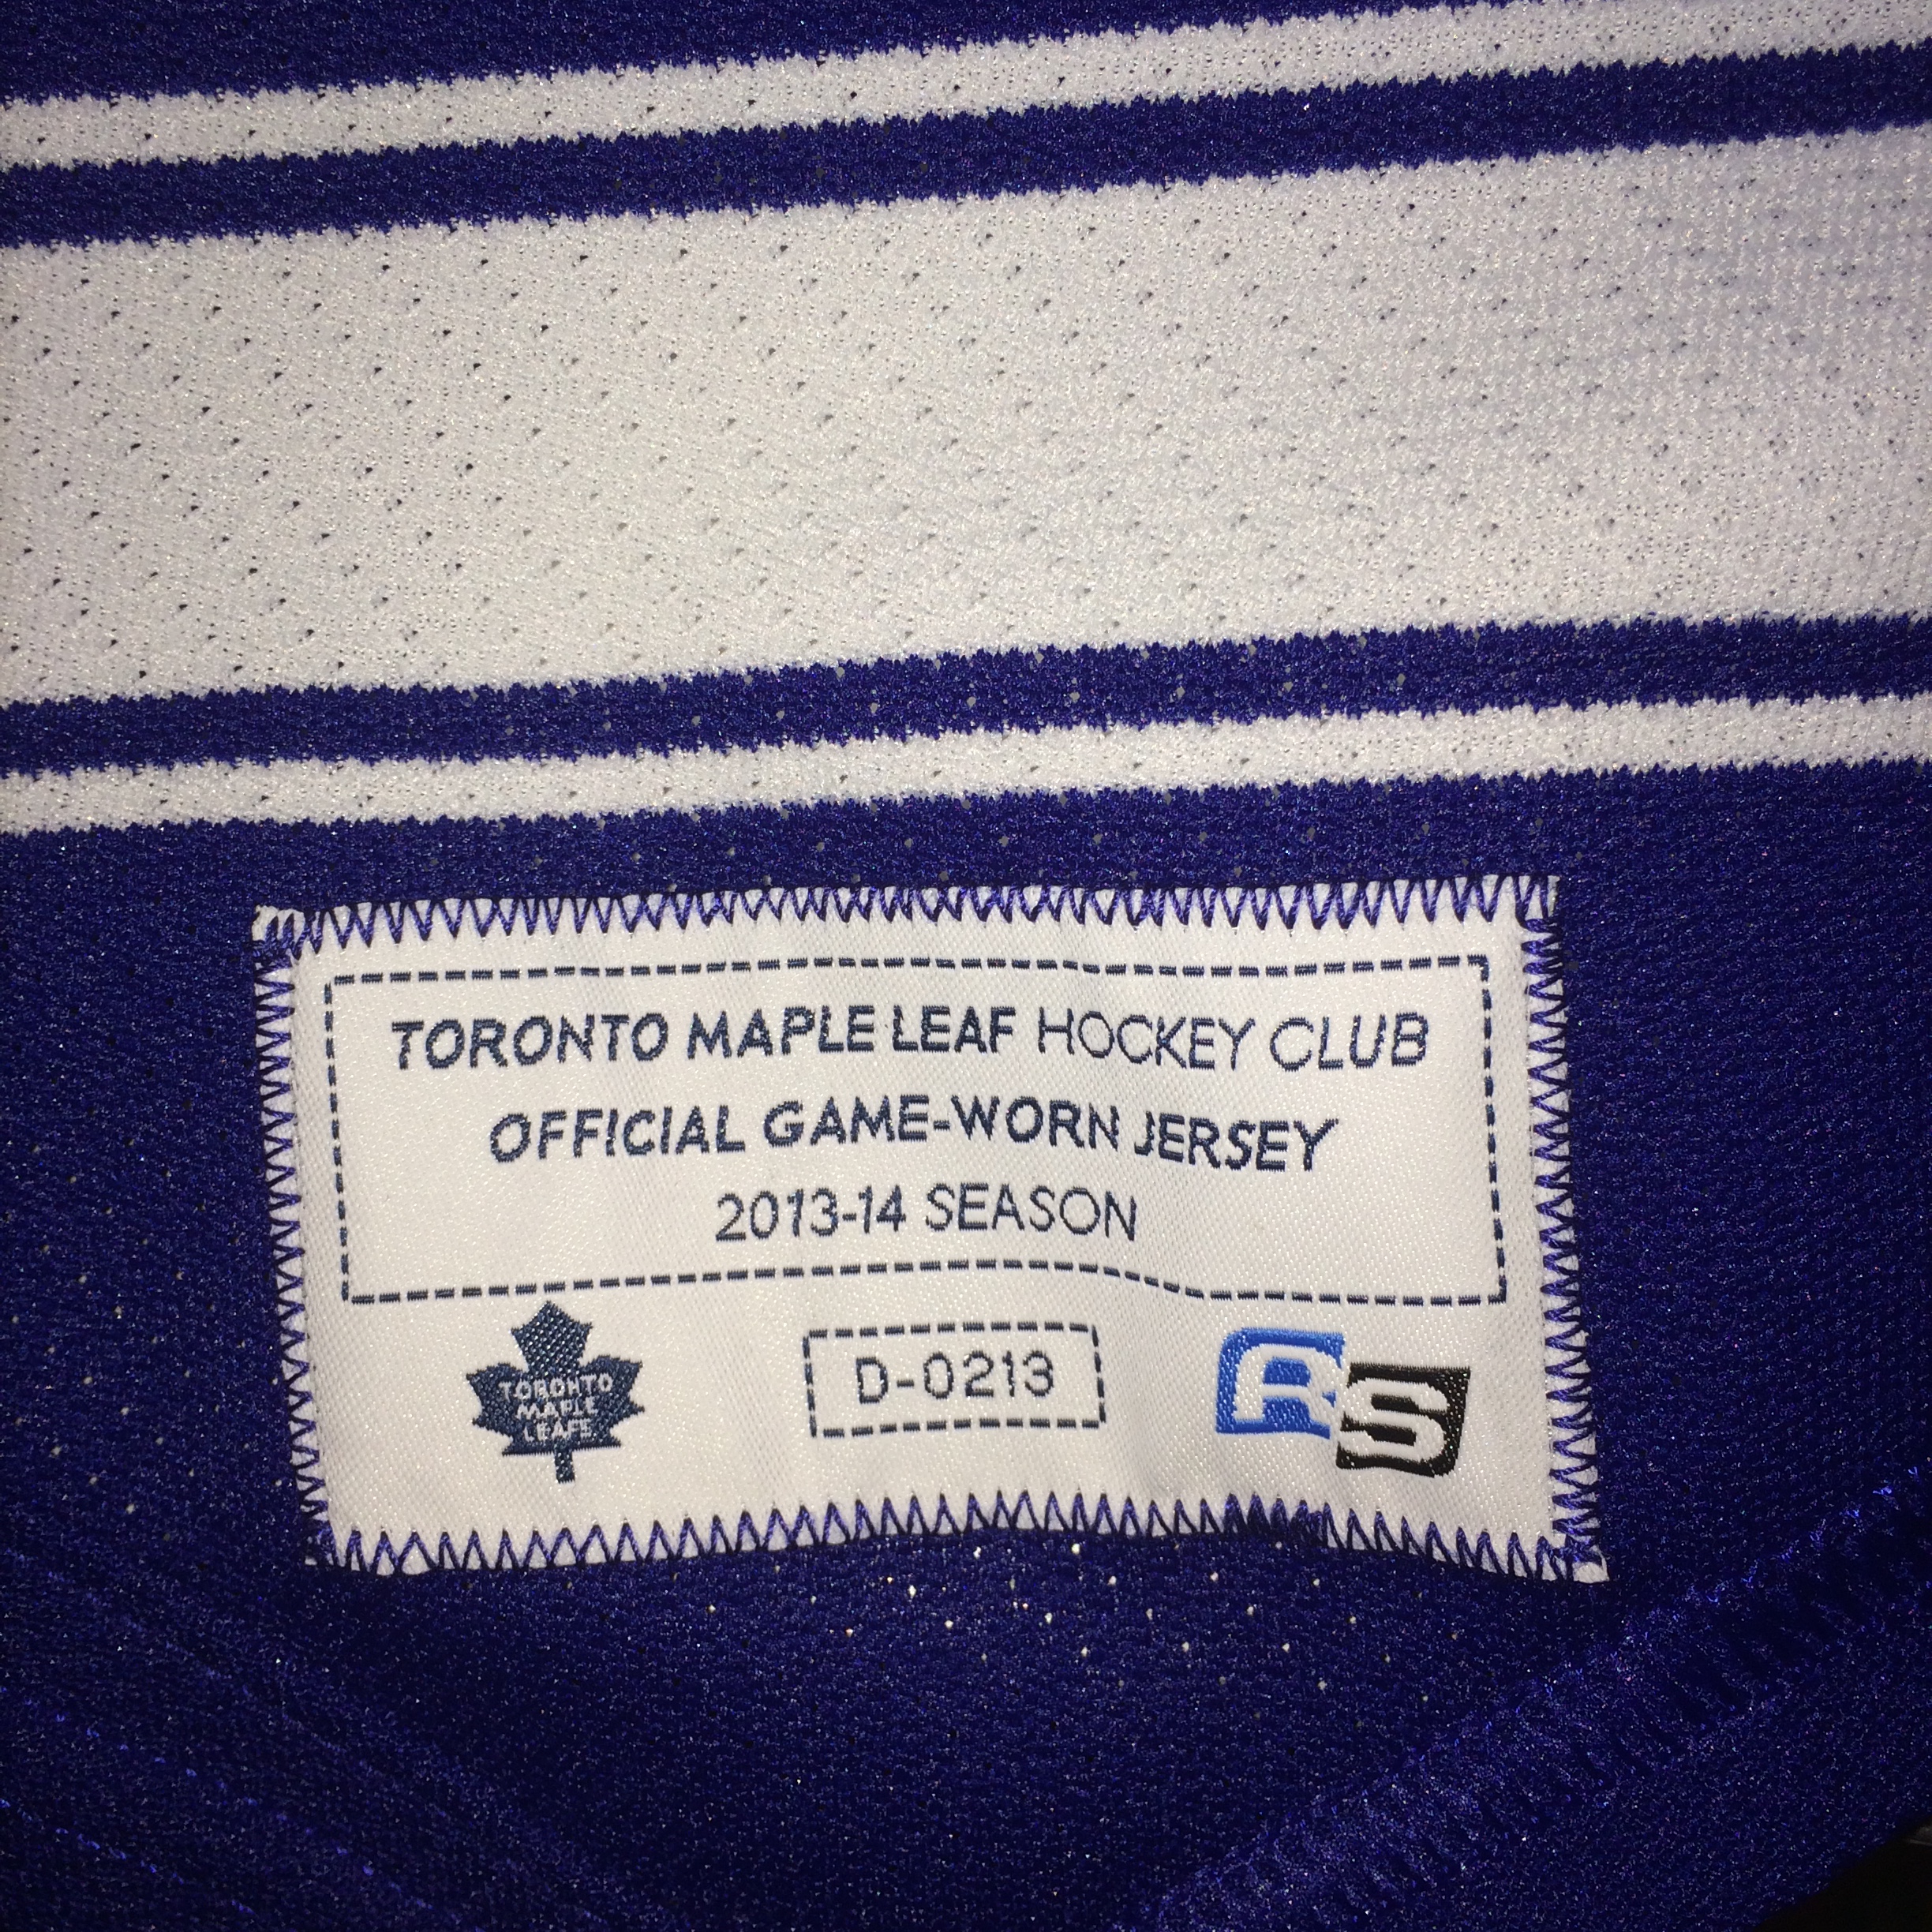 TORONTO MAPLE LEAF HOCKEY CLUB
OFFICIAL GAME-WORN JERSEY
2013-14 SEASON
TORONTO
MAPLE
LEAFS
D-0213
RS